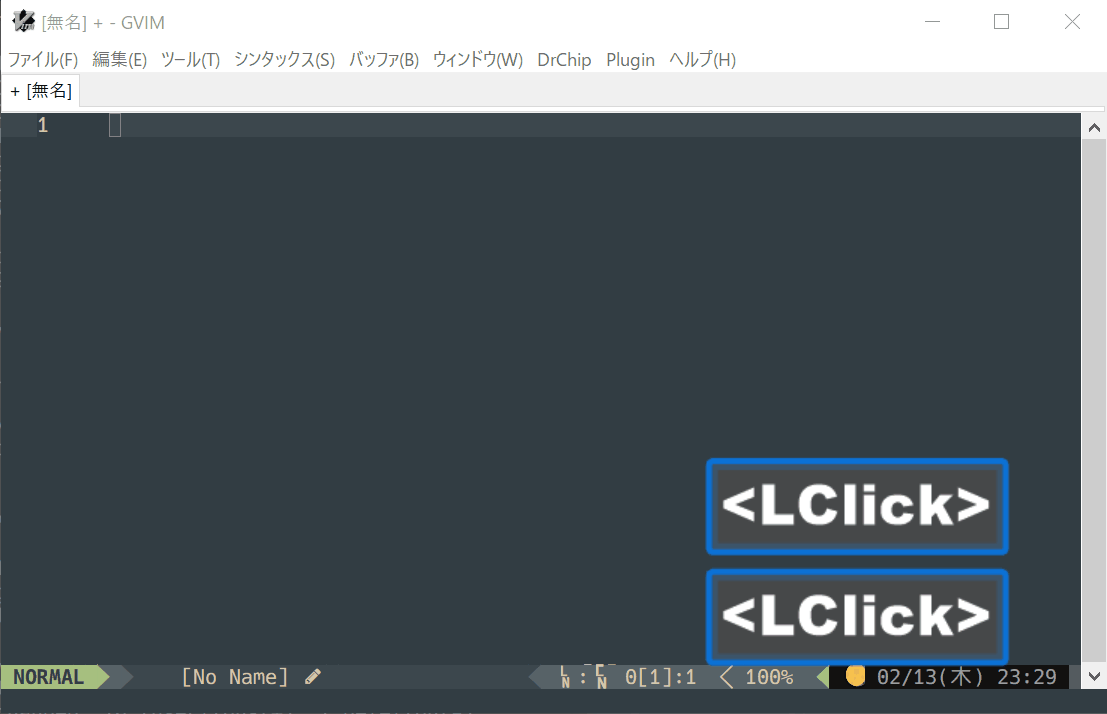 [無名] + - GVIM
ファイル(F) 編集(E) ツール(T) シンタックス(S) バッファ(B) ウィンドウ(W) DrChip Plugin ヘルプ(H)
+ [無名]
1
<LClick>
<LClick>
NORMAL [No Name] LN : CN 0[1]:1 100% 02/13(木) 23:29